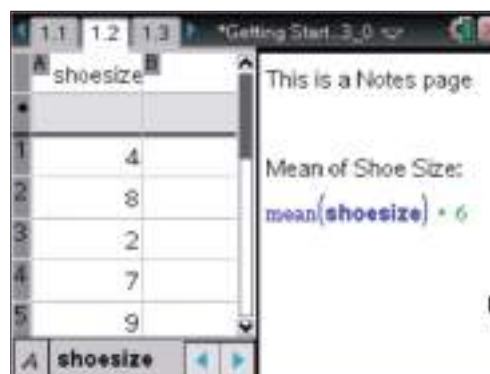 1.1 1.2 1.3 *Getting Start...3_0
A shoesize B
1 4
2 8
3 2
4 7
5 9
A shoesize
This is a Notes page
Mean of Shoe Size:
mean(shoesize) • 6